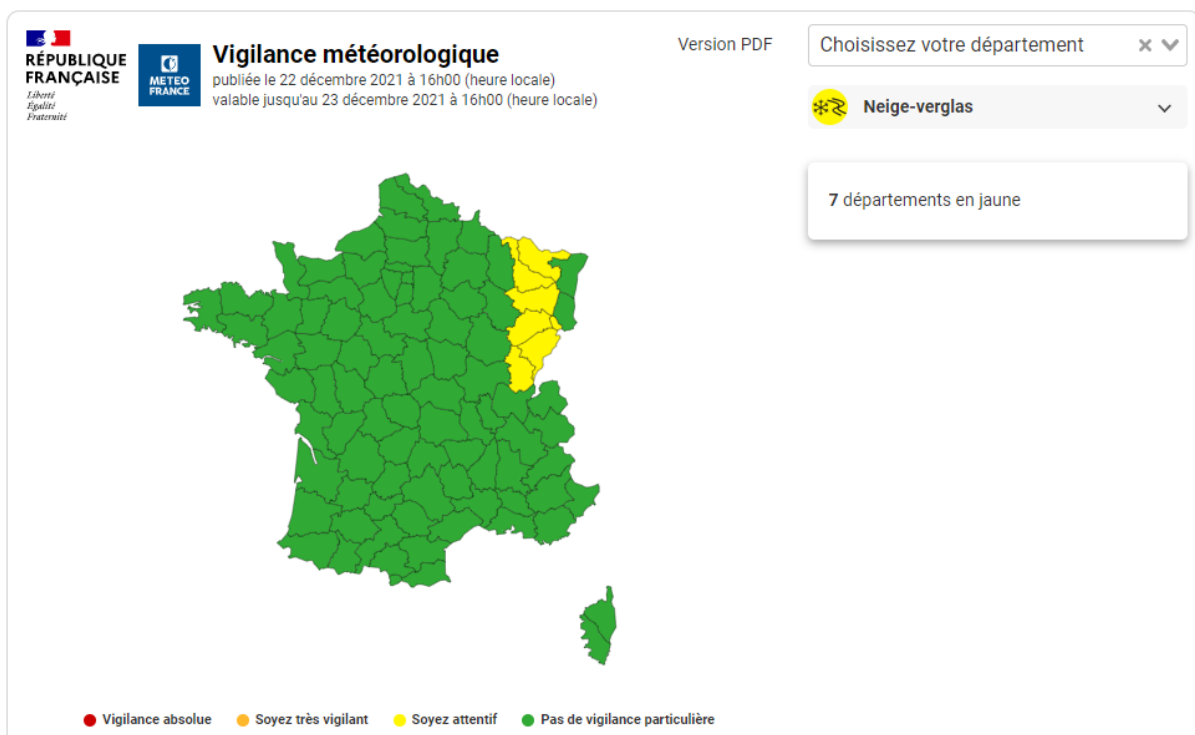 RÉPUBLIQUE
FRANÇAISE
Liberté
Égalité
Fraternité
METEO
FRANCE
Vigilance météorologique
publiée le 22 décembre 2021 à 16h00 (heure locale)
valable jusqu'au 23 décembre 2021 à 16h00 (heure locale)
Version PDF
Choisissez votre département
Neige-verglas
7 départements en jaune
Vigilance absolue
Soyez très vigilant
Soyez attentif
Pas de vigilance particulière